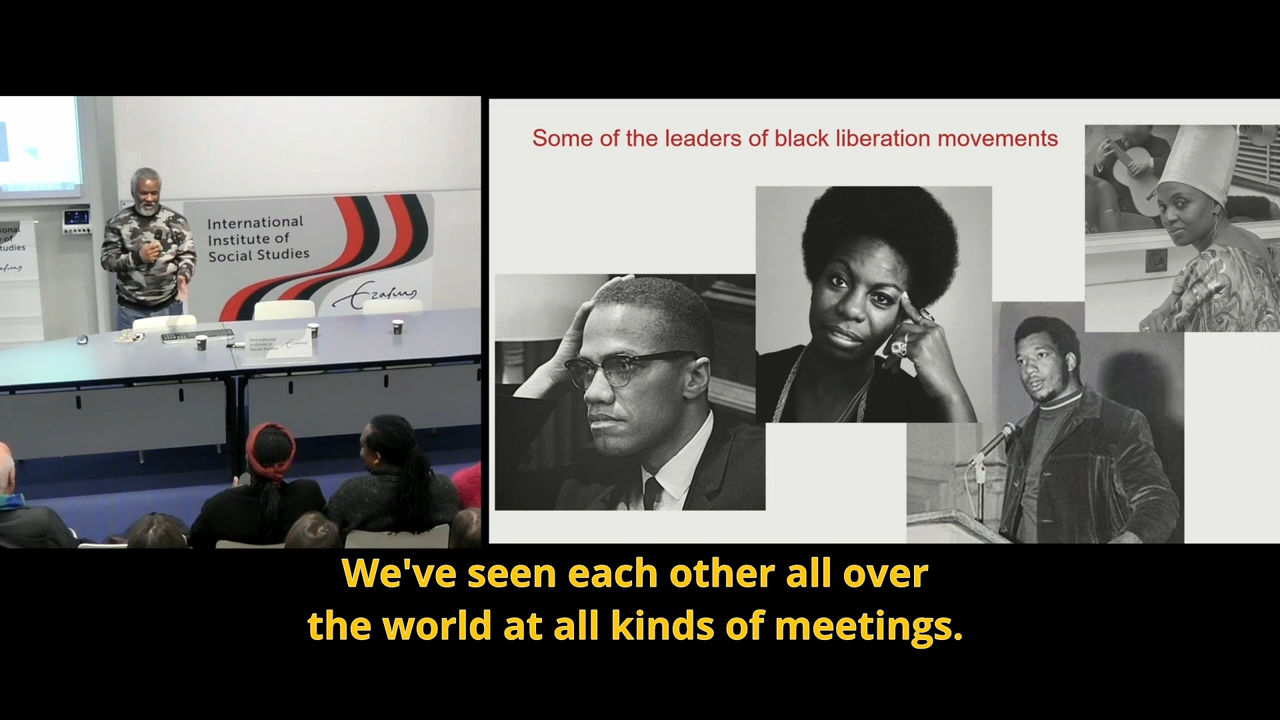 Some of the leaders of black liberation movements
International
Institute of
Social Studies
Erasmus
We've seen each other all over
the world at all kinds of meetings.